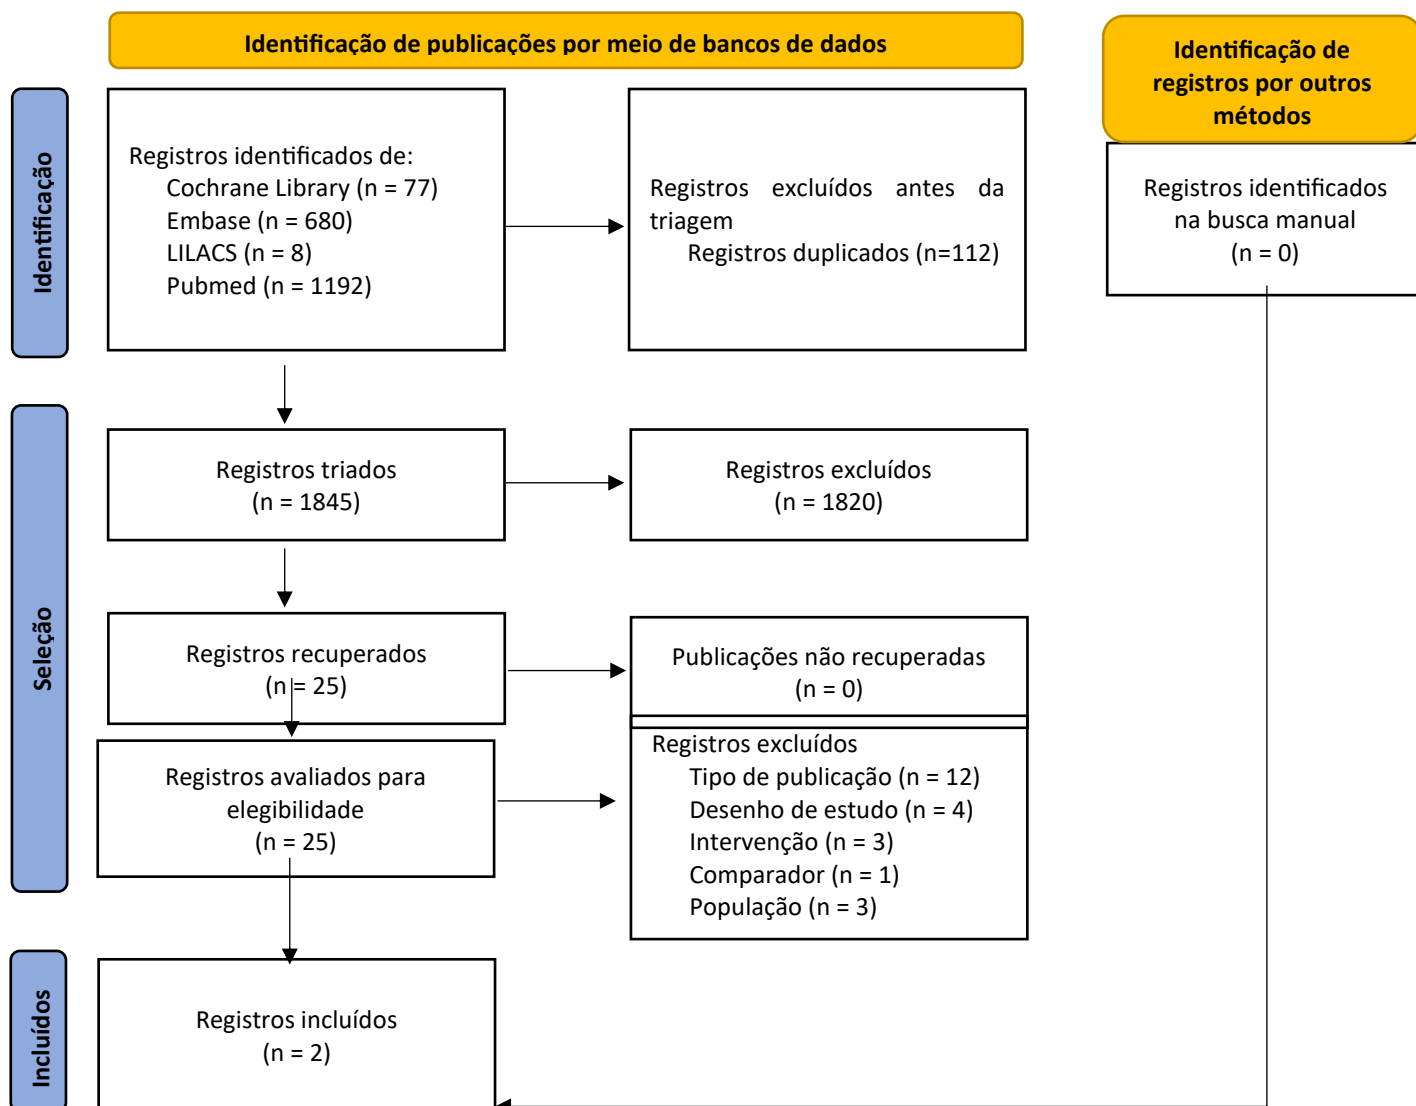 Identificação de publicações por meio de bancos de dados
Identificação de
registros por outros
métodos
Identificação
Registros identificados de:
Cochrane Library (n = 77)
Embase (n = 680)
LILACS (n = 8)
Pubmed (n = 1192)
Registros excluídos antes da
triagem
Registros duplicados (n=112)
Registros identificados
na busca manual
(n = 0)
Seleção
Registros triados
(n = 1845)
Registros excluídos
(n = 1820)
Registros recuperados
(n = 25)
Publicações não recuperadas
(n = 0)
Registros avaliados para
elegibilidade
(n = 25)
Registros excluídos
Tipo de publicação (n = 12)
Desenho de estudo (n = 4)
Intervenção (n = 3)
Comparador (n = 1)
População (n = 3)
Incluídos
Registros incluídos
(n = 2)